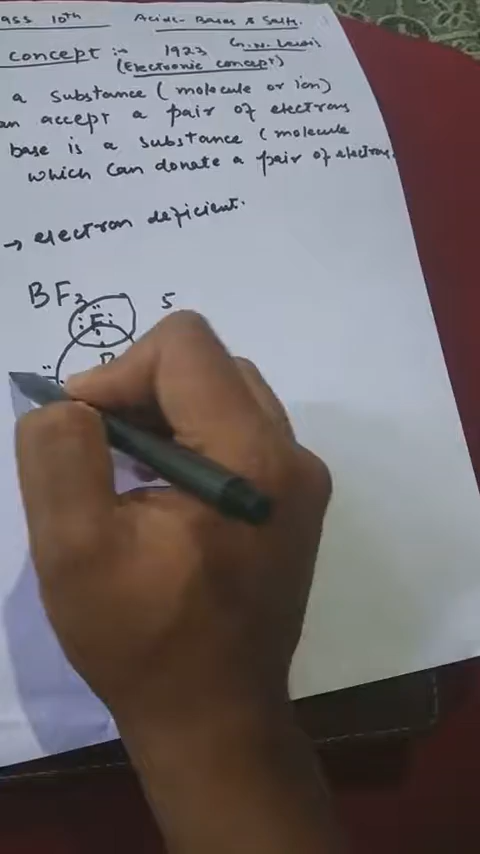 ass 10th Acids- Bases & Salts.
concept :- 1923 G.N. Lewis
(Electronic concept)
a substance (molecule or ion)
an accept a pair of electrons
base is a substance (molecule
which can donate a pair of electrons.
→ electron deficient.
BF3 5
F
B